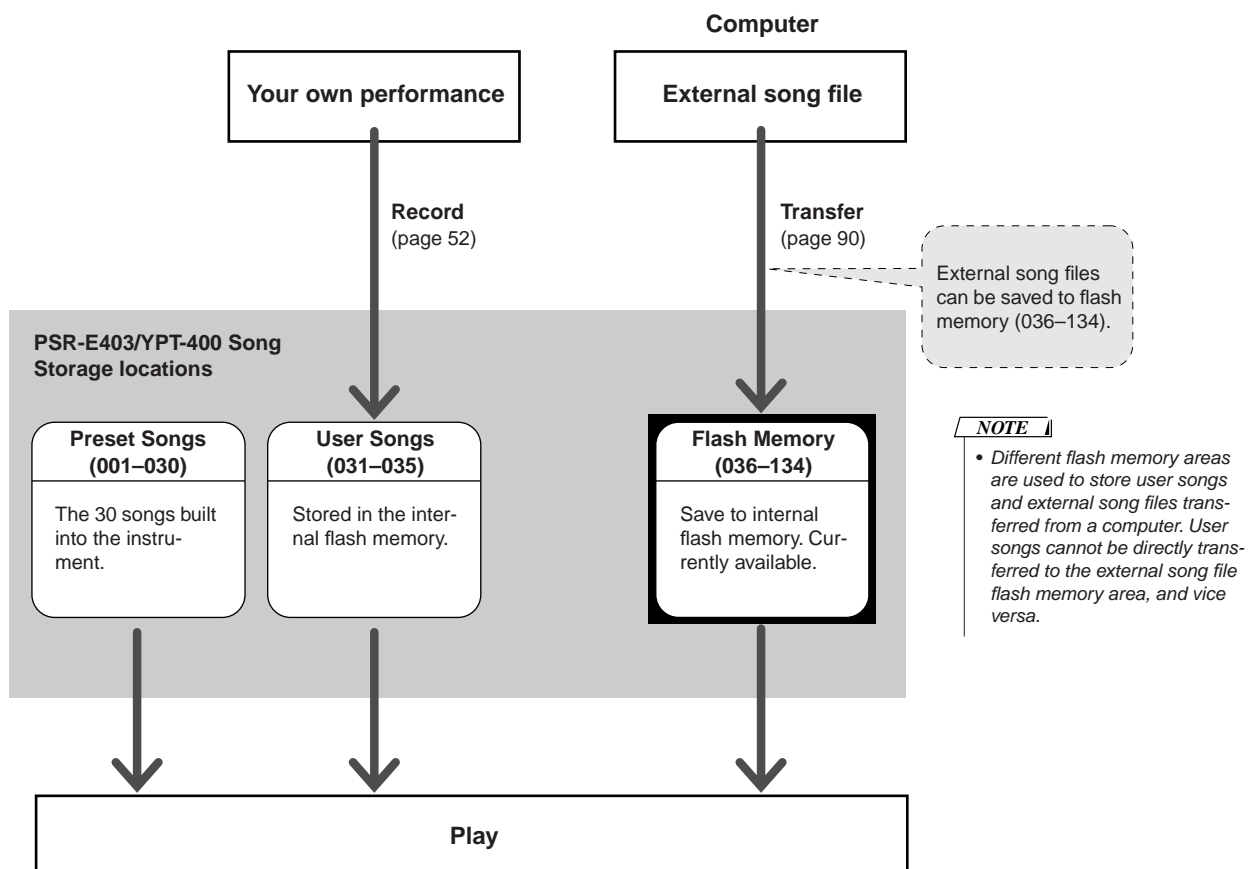 Computer
Your own performance
External song file
Record
(page 52)
Transfer
(page 90)
External song files
can be saved to flash
memory (036–134).
PSR-E403/YPT-400 Song
Storage locations
Preset Songs
(001–030)
The 30 songs built
into the instru-
ment.
User Songs
(031–035)
Stored in the inter-
nal flash memory.
Flash Memory
(036–134)
Save to internal
flash memory. Cur-
rently available.
NOTE
• Different flash memory areas
are used to store user songs
and external song files trans-
ferred from a computer. User
songs cannot be directly trans-
ferred to the external song file
flash memory area, and vice
versa.
Play